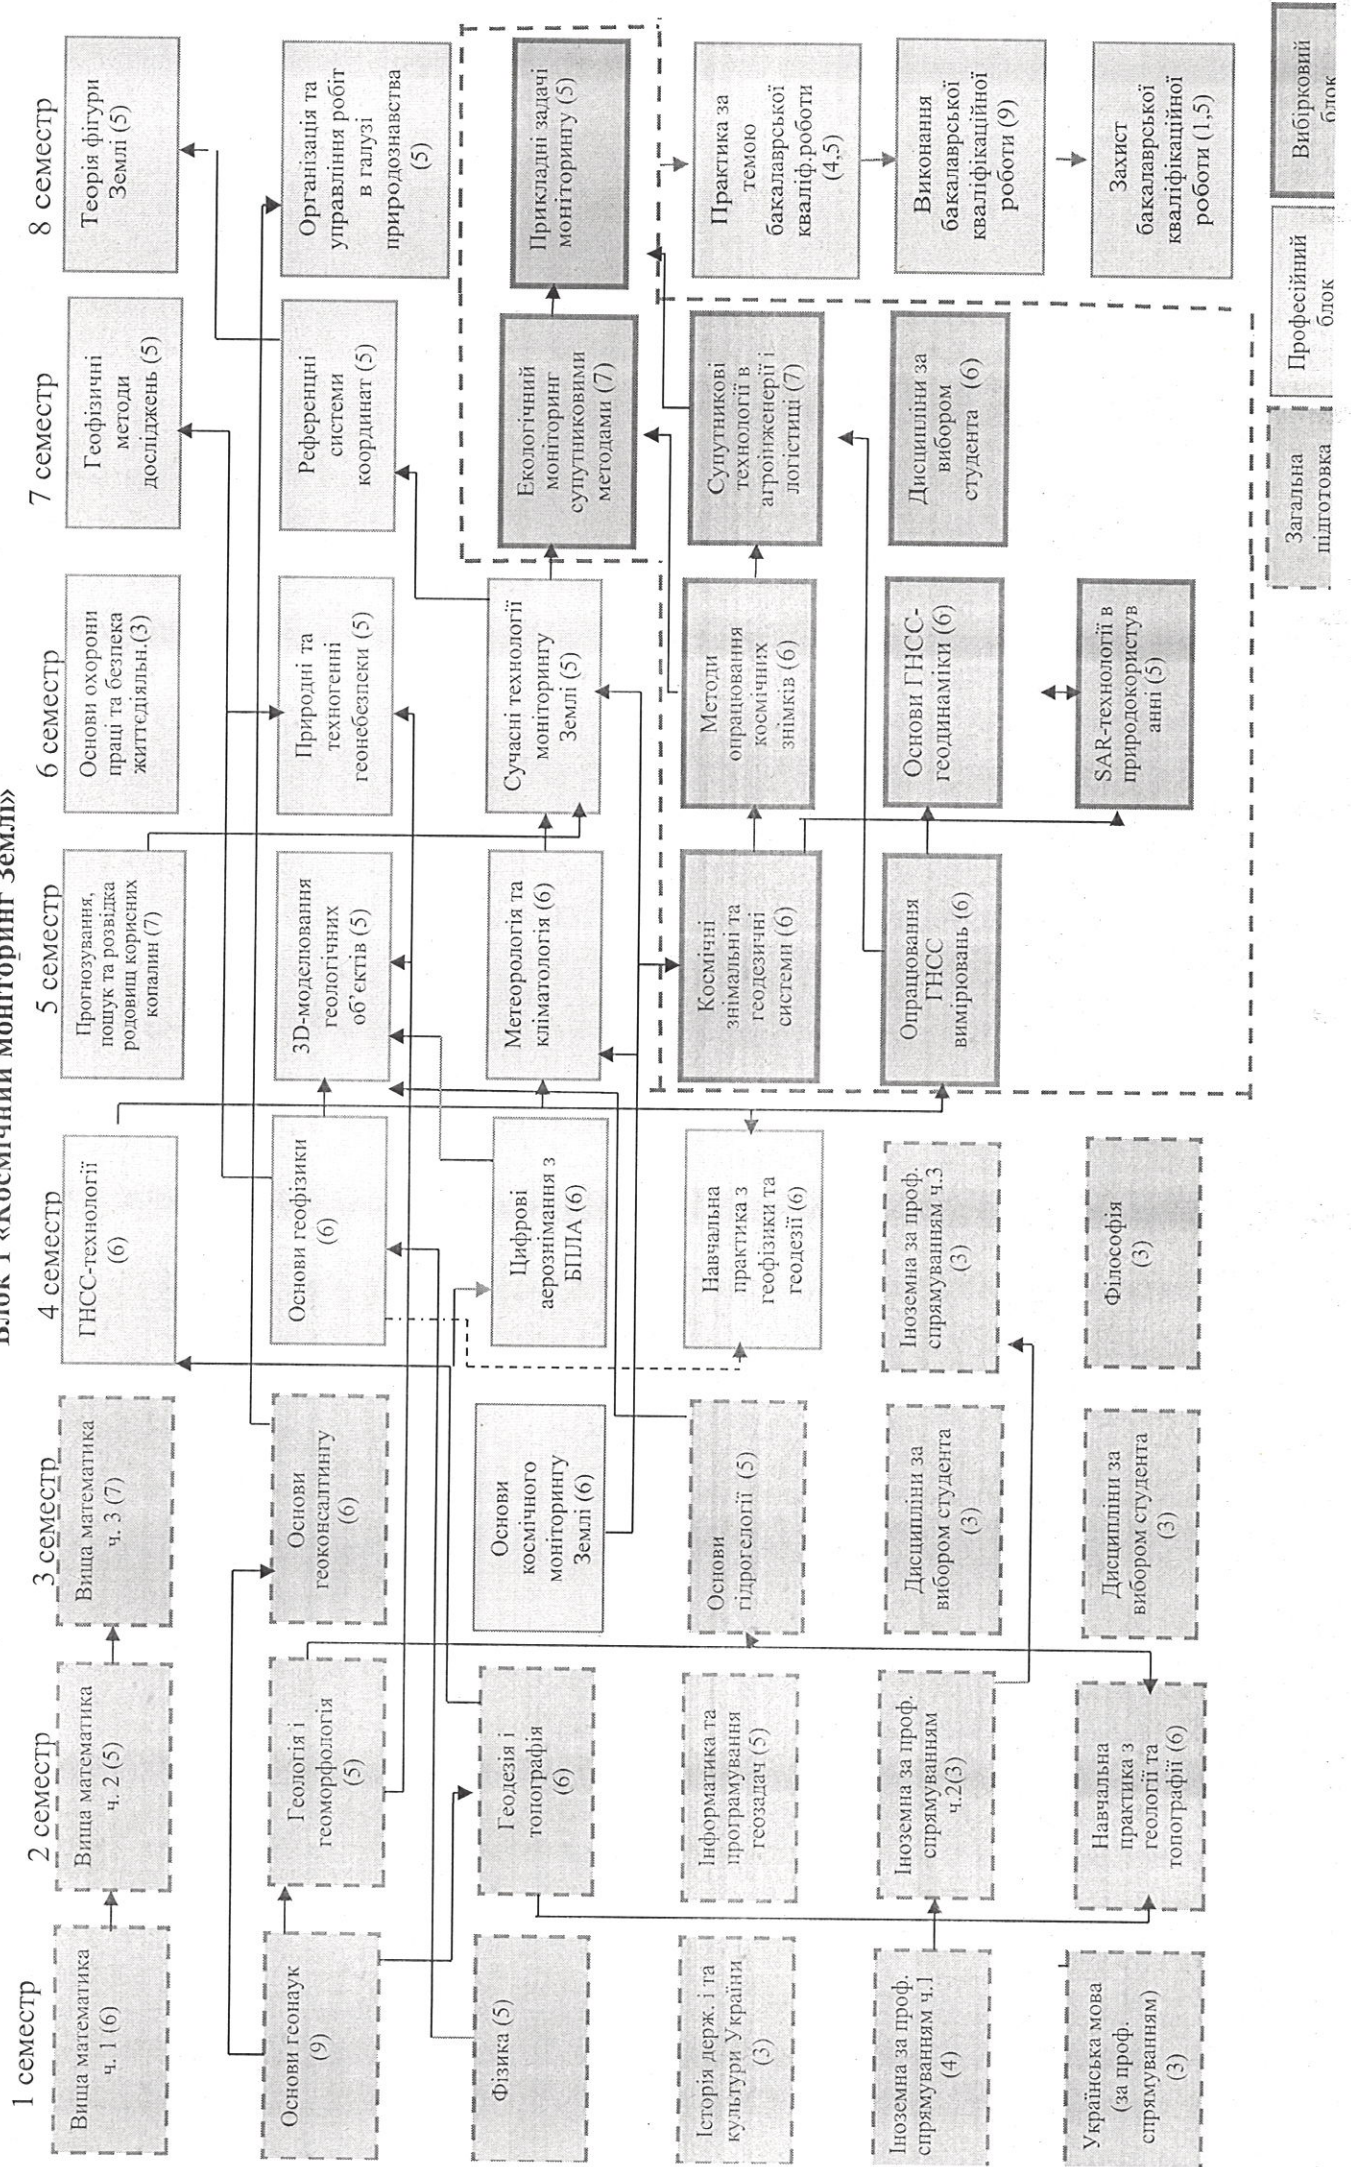 Блок 1 «Космічний моніторинг Землі»
1 семестр
Вища математика
ч. 1 (6)
Основи геонаук
(9)
Фізика (5)
Історія держ. і та
культури України
(3)
Іноземна за проф.
спрямуванням ч.1
(4)
Українська мова
(за проф.
спрямуванням)
(3)
2 семестр
Вища математика
ч. 2 (5)
Геологія і
геоморфологія
(5)
Геодезія і
топографія
(6)
Інформатика та
програмування
геозадач (5)
Іноземна за проф.
спрямуванням
ч.2(3)
Навчальна
практика з
геології та
топографії (6)
3 семестр
Вища математика
ч. 3 (7)
Основи
геоконсалтингу
(6)
Основи
космічного
моніторингу
Землі (6)
Основи
гідрогелогії (5)
Дисципліни за
вибором студента
(3)
Дисципліни за
вибором студента
(3)
4 семестр
ГНСС-технології
(6)
Основи геофізики
(6)
Цифрові
аерознімання з
БПЛА (6)
Навчальна
практика з
геофізики та
геодезії (6)
Іноземна за проф.
спрямуванням ч.3
(3)
Філософія
(3)
5 семестр
Прогнозування,
пошук та розвідка
родовищ корисних
копалин (7)
3D-моделювання
геологічних
об’єктів (5)
Метеорологія та
кліматологія (6)
Космічні
знімальні та
геодезичні
системи (6)
Опрацювання
ГНСС
вимірювань (6)
6 семестр
Основи охорони
праці та безпека
життєдіяльн.(3)
Природні та
техногенні
геонебезпеки (5)
Сучасні технології
моніторингу
Землі (5)
Методи
опрацювання
космічних
знімків (6)
Основи ГНСС-
геодинаміки (6)
SAR-технології в
природокористув
анні (5)
7 семестр
Геофізичні
методи
досліджень (5)
Референцні
системи
координат (5)
Екологічний
моніторинг
супутниковими
методами (7)
Супутникові
технології в
агроінженерії і
логістиці (7)
Дисципліни за
вибором
студента (6)
8 семестр
Теорія фігури
Землі (5)
Організація та
управління робіт
в галузі
природознавства
(5)
Прикладні задачі
моніторингу (5)
Практика за
темою
бакалаврської
кваліф.роботи
(4,5)
Виконання
бакалаврської
кваліфікаційної
роботи (9)
Захист
бакалаврської
кваліфікаційної
роботи (1,5)
Загальна
підготовка
Професійний
блок
Вибірковий
блок